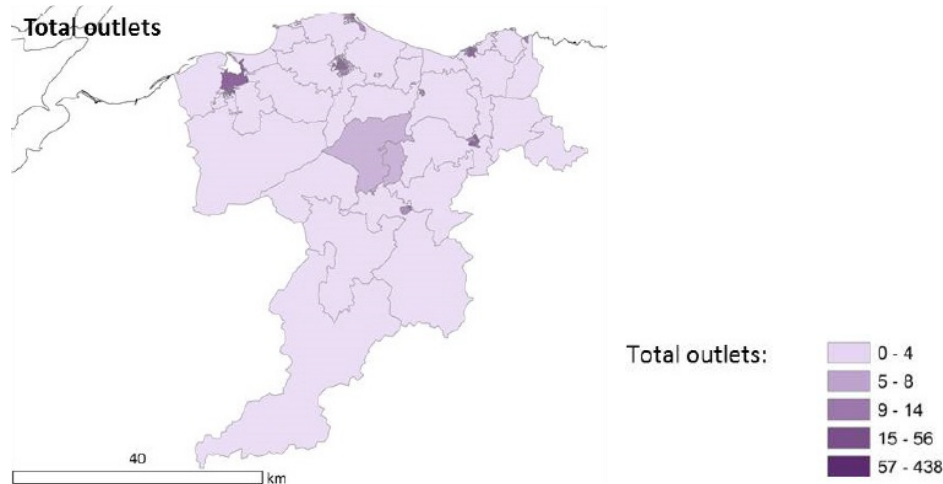 Total outlets
Total outlets:
0 - 4
5 - 8
9 - 14
15 - 56
57 - 438
40
km